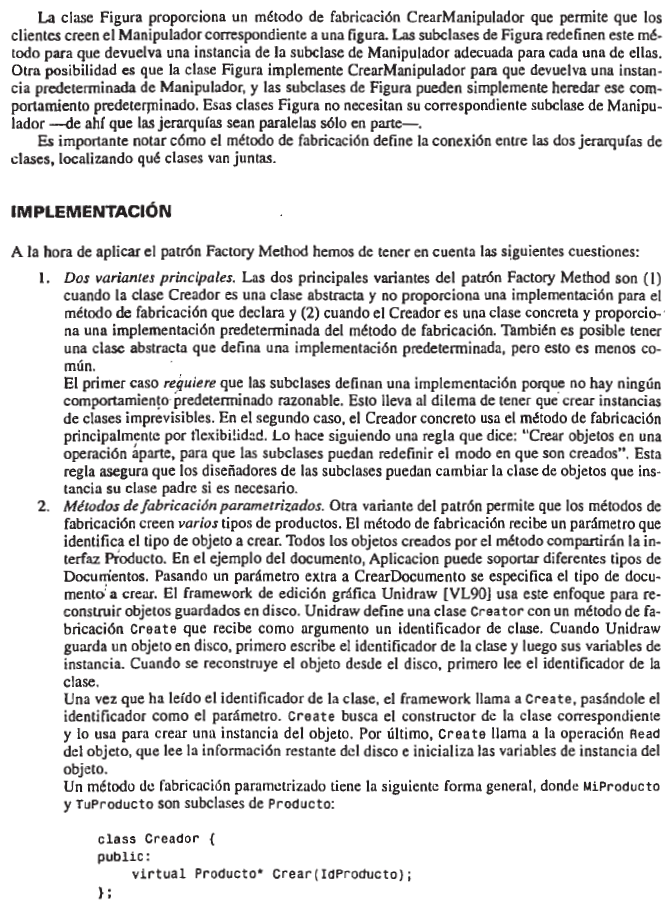 La clase Figura proporciona un método de fabricación CrearManipulador que permite que los
clientes creen el Manipulador correspondiente a una figura. Las subclases de Figura redefinen este mé-
todo para que devuelva una instancia de la subclase de Manipulador adecuada para cada una de ellas.
Otra posibilidad es que la clase Figura implemente CrearManipulador para que devuelva una instan-
cia predeterminada de Manipulador, y las subclases de Figura pueden simplemente heredar ese com-
portamiento predeterminado. Esas clases Figura no necesitan su correspondiente subclase de Manipu-
lador —de ahí que las jerarquías sean paralelas sólo en parte—.
Es importante notar cómo el método de fabricación define la conexión entre las dos jerarquías de
clases, localizando qué clases van juntas.
IMPLEMENTACIÓN
A la hora de aplicar el patrón Factory Method hemos de tener en cuenta las siguientes cuestiones:
1. Dos variantes principales. Las dos principales variantes del patrón Factory Method son (1)
cuando la clase Creador es una clase abstracta y no proporciona una implementación para el
método de fabricación que declara y (2) cuando el Creador es una clase concreta y proporcio-
na una implementación predeterminada del método de fabricación. También es posible tener
una clase abstracta que defina una implementación predeterminada, pero esto es menos co-
mún.
El primer caso requiere que las subclases definan una implementación porque no hay ningún
comportamiento predeterminado razonable. Esto lleva al dilema de tener que crear instancias
de clases imprevisibles. En el segundo caso, el Creador concreto usa el método de fabricación
principalmente por flexibilidad. Lo hace siguiendo una regla que dice: "Crear objetos en una
operación aparte, para que las subclases puedan redefinir el modo en que son creados". Esta
regla asegura que los diseñadores de las subclases puedan cambiar la clase de objetos que ins-
tancia su clase padre si es necesario.
2. Métodos de fabricación parametrizados. Otra variante del patrón permite que los métodos de
fabricación creen varios tipos de productos. El método de fabricación recibe un parámetro que
identifica el tipo de objeto a crear. Todos los objetos creados por el método compartirán la in-
terfaz Producto. En el ejemplo del documento, Aplicacion puede soportar diferentes tipos de
Documentos. Pasando un parámetro extra a CrearDocumento se especifica el tipo de docu-
mento a crear. El framework de edición gráfica Unidraw [VL90] usa este enfoque para re-
construir objetos guardados en disco. Unidraw define una clase Creator con un método de fa-
bricación Create que recibe como argumento un identificador de clase. Cuando Unidraw
guarda un objeto en disco, primero escribe el identificador de la clase y luego sus variables de
instancia. Cuando se reconstruye el objeto desde el disco, primero lee el identificador de la
clase.
Una vez que ha leído el identificador de la clase, el framework llama a Create, pasándole el
identificador como el parámetro. Create busca el constructor de la clase correspondiente
y lo usa para crear una instancia del objeto. Por último, Create llama a la operación Read
del objeto, que lee la información restante del disco e inicializa las variables de instancia del
objeto.
Un método de fabricación parametrizado tiene la siguiente forma general, donde MiProducto
y TuProducto son subclases de Producto:
class Creador {
public:
virtual Producto* Crear(IdProducto);
};